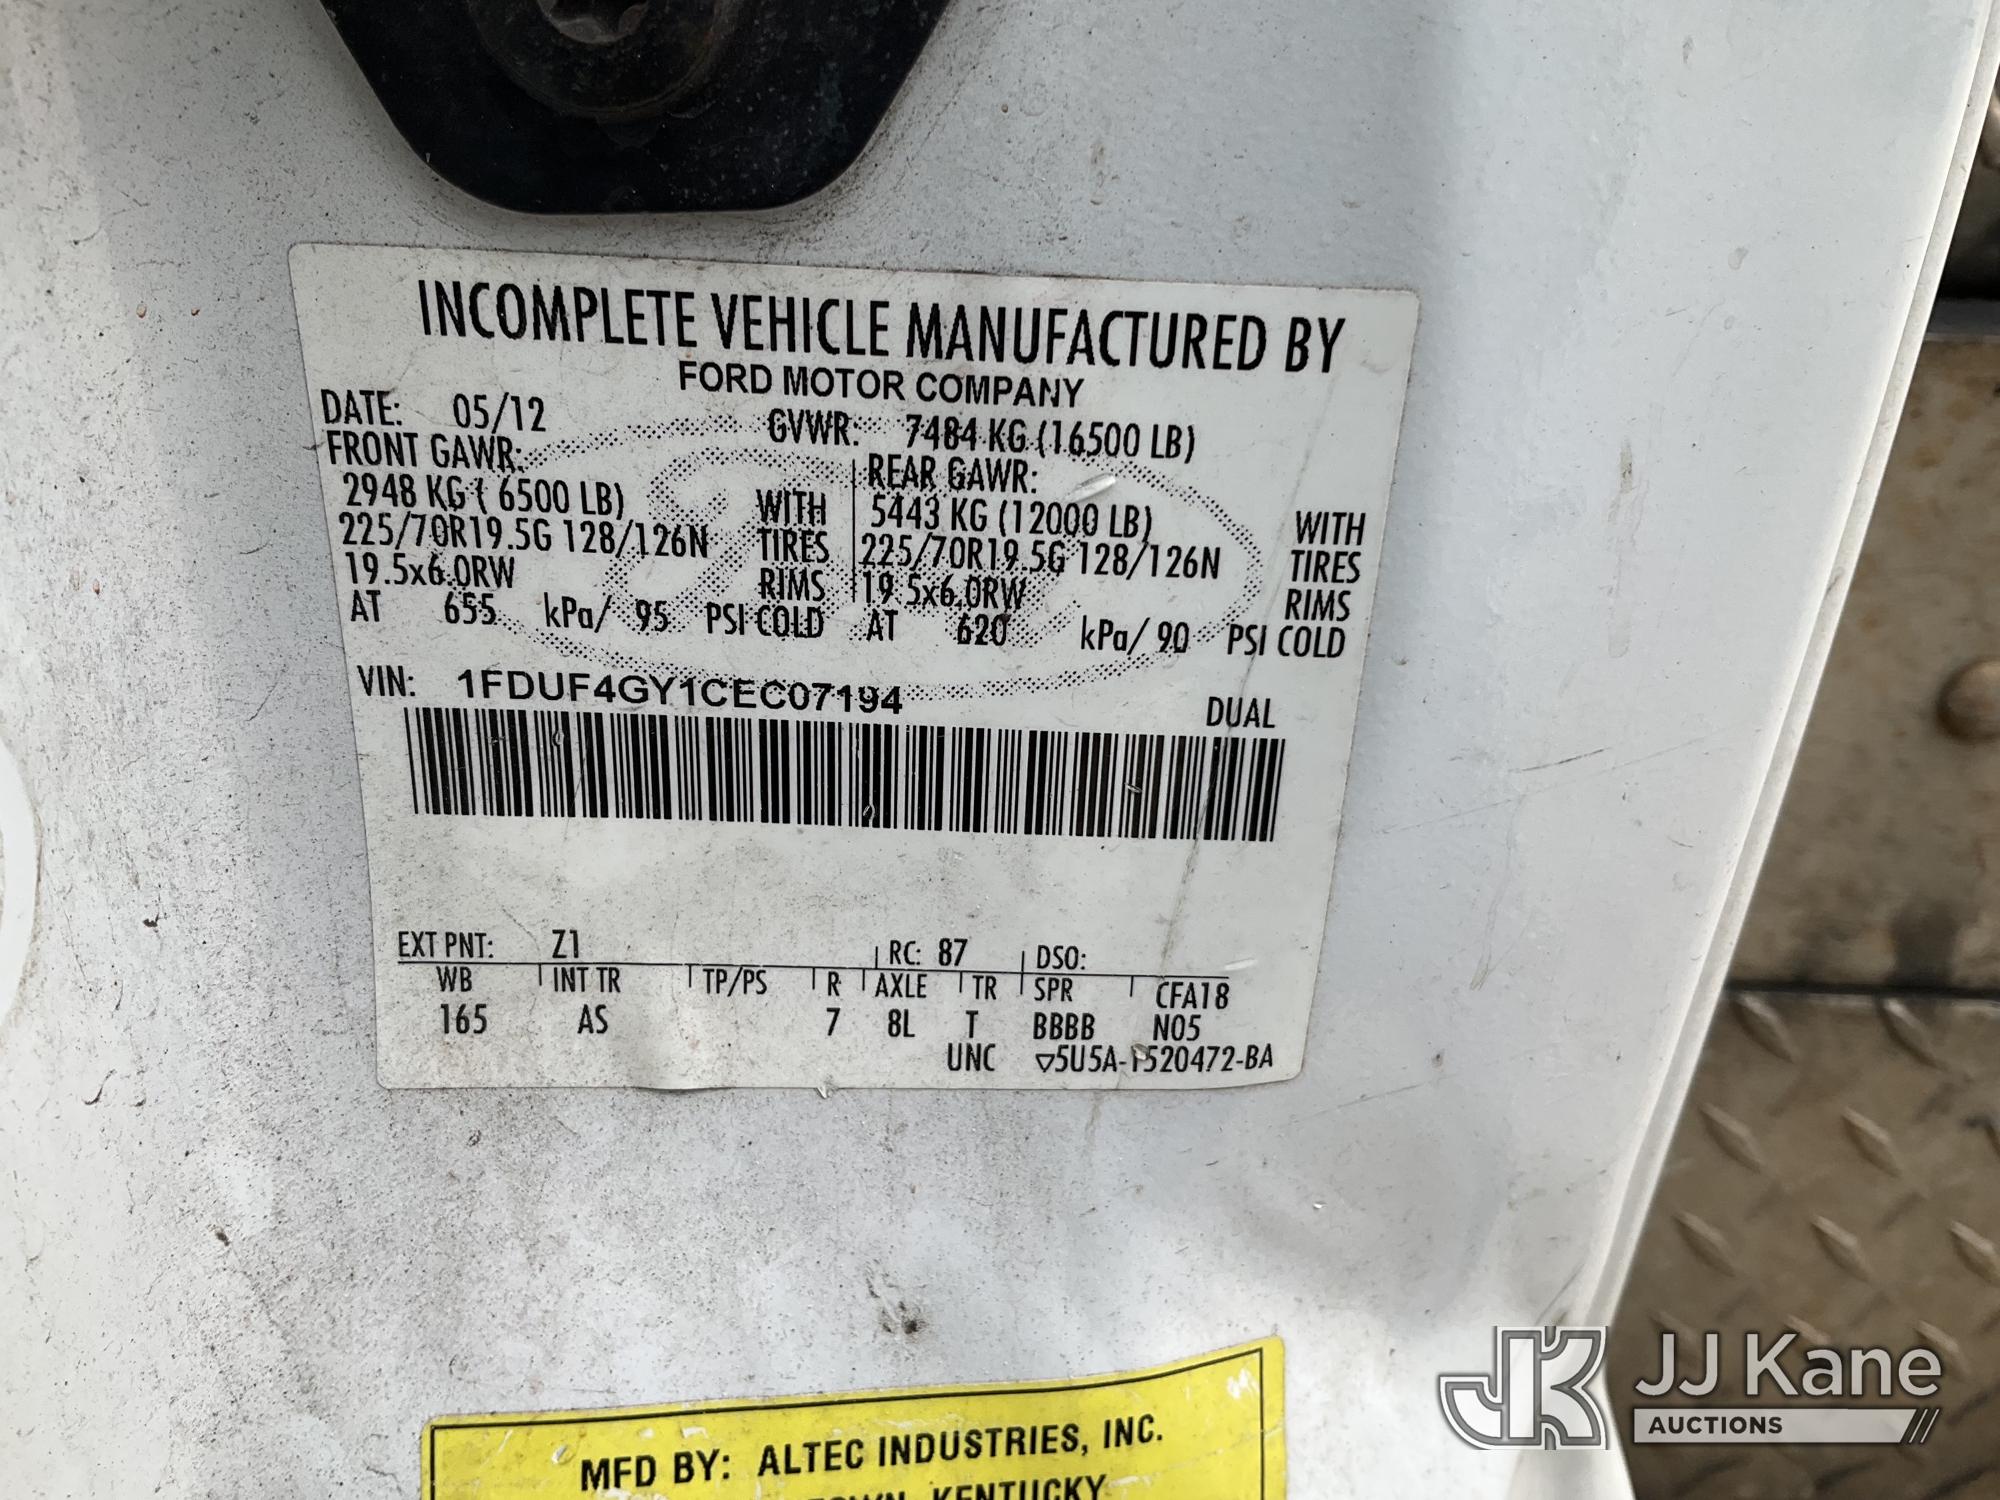 INCOMPLETE VEHICLE MANUFACTURED BY
FORD MOTOR COMPANY
DATE: 05/12 GVWR: 7484 KG (16500 LB)
FRONT GAWR: REAR GAWR:
2948 KG ( 6500 LB) WITH 5443 KG (12000 LB) WITH
225/70R19.5G 128/126N TIRES 225/70R19.5G 128/126N TIRES
19.5x6.0RW RIMS 19.5x6.0RW RIMS
AT 655 kPa/ 95 PSI COLD AT 620 kPa/ 90 PSI COLD
VIN: 1FDUF4GY1CEC07194
DUAL
EXT PNT: Z1 RC: 87 DSO:
WB INT TR TP/PS R AXLE TR SPR CFA18
165 AS 7 8L T BBBB N05
UNC ▽5U5A-1520472-BA
MFD BY: ALTEC INDUSTRIES, INC.
KENTUCKY
JK JJ Kane
AUCTIONS